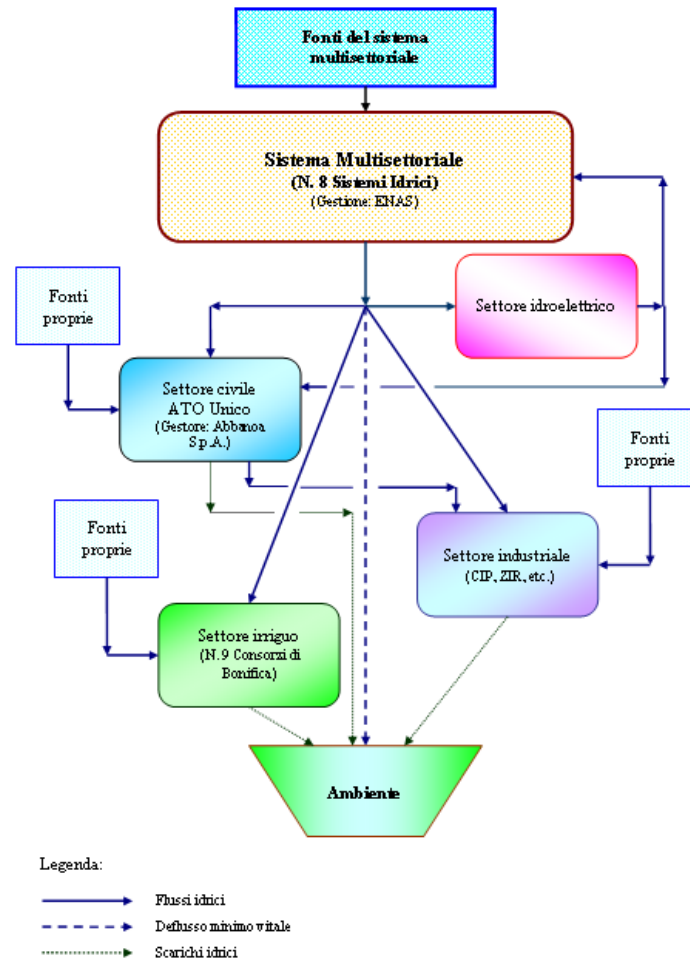 Fonti del sistema
multisettoriale
Sistema Multisettoriale
(N. 8 Sistemi Idrici)
(Gestione: ENAS)
Fonti
proprie
Settore idroelettrico
Settore civile
ATO Unico
(Gestore: Abbanoa
S.p.A.)
Fonti
proprie
Fonti
proprie
Settore industriale
(CIP, ZIR, etc.)
Settore irriguo
(N.9 Consorzi di
Bonifica)
Ambiente
Legenda:
Flussi idrici
Deflusso minimo vitale
Scarichi idrici